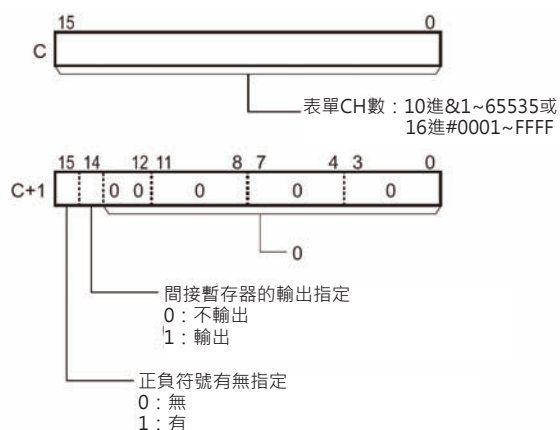 15 0
C
表單CH數：10進&1~65535或
16進#0001~FFFF
15 14 12 11 8 7 4 3 0
C+1 0 0 0 0 0
0
間接暫存器的輸出指定
0：不輸出
1：輸出
正負符號有無指定
0：無
1：有